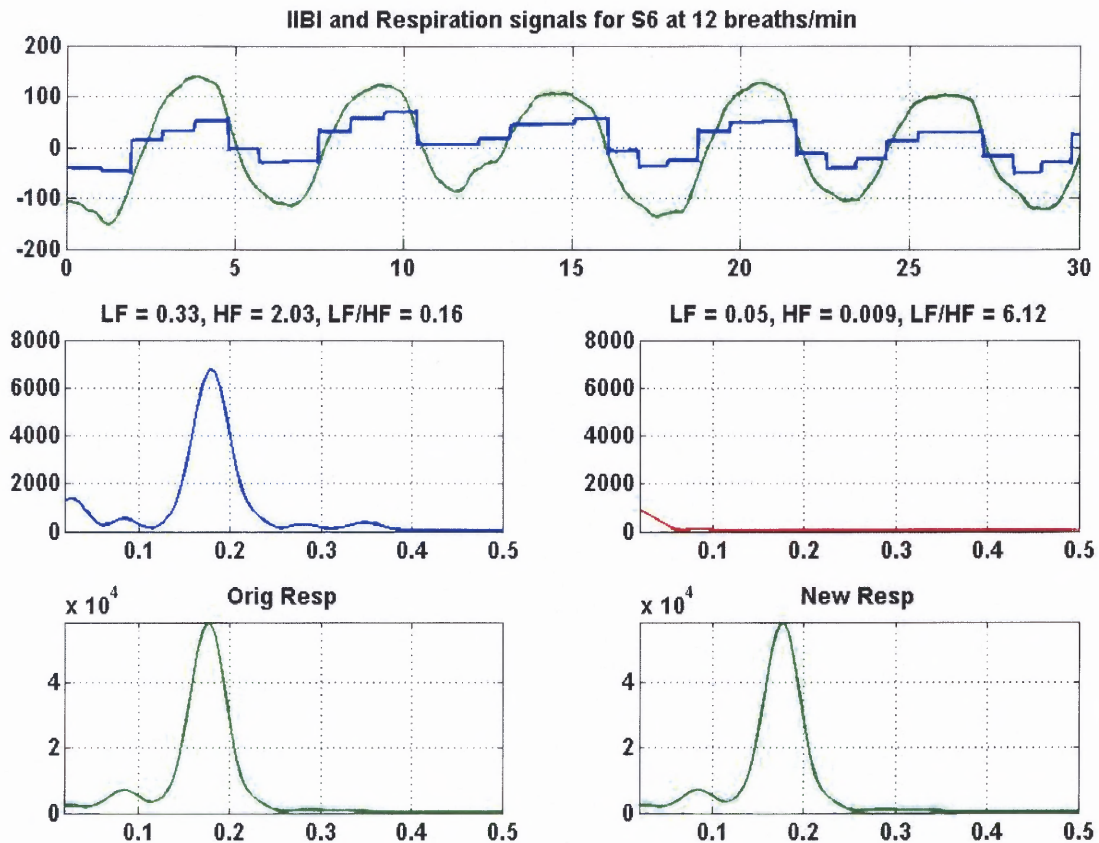 IIBI and Respiration signals for S6 at 12 breaths/min
200
100
0
-100
-200
0 5 10 15 20 25 30
LF = 0.33, HF = 2.03, LF/HF = 0.16
8000
6000
4000
2000
0
0.1 0.2 0.3 0.4 0.5
LF = 0.05, HF = 0.009, LF/HF = 6.12
8000
6000
4000
2000
0
0.1 0.2 0.3 0.4 0.5
x 10^4 Orig Resp
4
2
0
0.1 0.2 0.3 0.4 0.5
x 10^4 New Resp
4
2
0
0.1 0.2 0.3 0.4 0.5